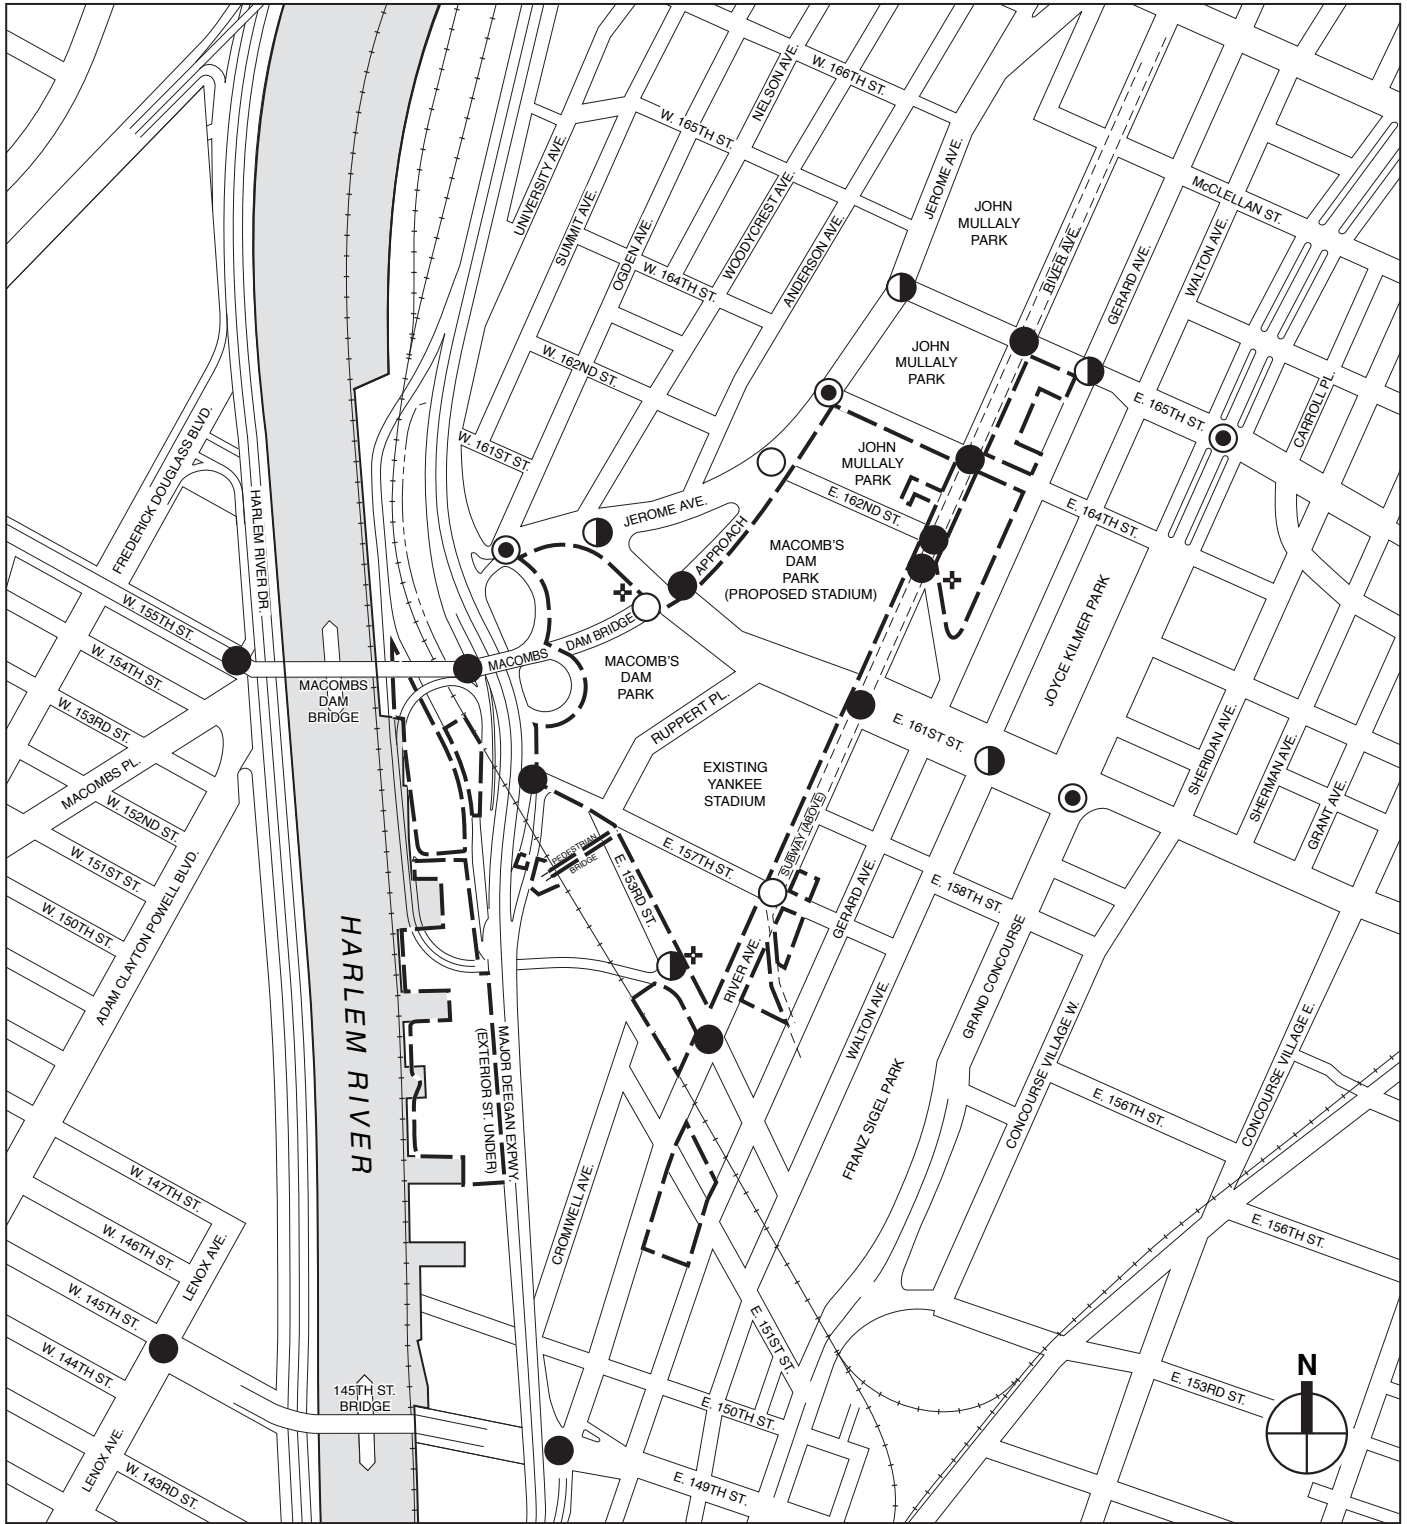 W. 166TH ST.
NELSON AVE.
W. 165TH ST.
UNIVERSITY AVE.
SUMMIT AVE.
OGDEN AVE.
WOODYCREST AVE.
ANDERSON AVE.
JEROME AVE.
JOHN
MULLALY
PARK
McCLELLAN ST.
RIVER AVE.
GERARD AVE.
WALTON AVE.
W. 164TH ST.
W. 162ND ST.
JOHN
MULLALY
PARK
E. 165TH ST.
CARROLL PL.
W. 161ST ST.
FREDERICK DOUGLASS BLVD.
HARLEM RIVER DR.
JOHN
MULLALY
PARK
E. 162ND ST.
E. 164TH ST.
JEROME AVE.
APPROACH
MACOMB'S
DAM
PARK
(PROPOSED STADIUM)
JOYCE KILMER PARK
W. 155TH ST.
W. 154TH ST.
W. 153RD ST.
MACOMBS PL.
W. 152ND ST.
W. 151ST ST.
W. 150TH ST.
ADAM CLAYTON POWELL BLVD.
MACOMBS
DAM
BRIDGE
MACOMBS DAM BRIDGE
MACOMB'S
DAM
PARK
RUPPERT PL.
E. 161ST ST.
SHERIDAN AVE.
SHERMAN AVE.
GRANT AVE.
EXISTING
YANKEE
STADIUM
SUBWAY (ABOVE)
PEDESTRIAN
BRIDGE
E. 153RD ST.
E. 157TH ST.
GERARD AVE.
E. 158TH ST.
RIVER AVE.
WALTON AVE.
GRAND CONCOURSE
CONCOURSE VILLAGE W.
CONCOURSE VILLAGE E.
HARLEM RIVER
MAJOR DEEGAN EXPWY.
(EXTERIOR ST. UNDER)
FRANZ SIGEL PARK
E. 156TH ST.
CROMWELL AVE.
W. 147TH ST.
W. 146TH ST.
LENOX AVE.
W. 145TH ST.
W. 144TH ST.
E. 156TH ST.
E. 151ST ST.
145TH ST.
BRIDGE
E. 150TH ST.
E. 153RD ST.
N
LENOX AVE.
W. 143RD ST.
E. 149TH ST.